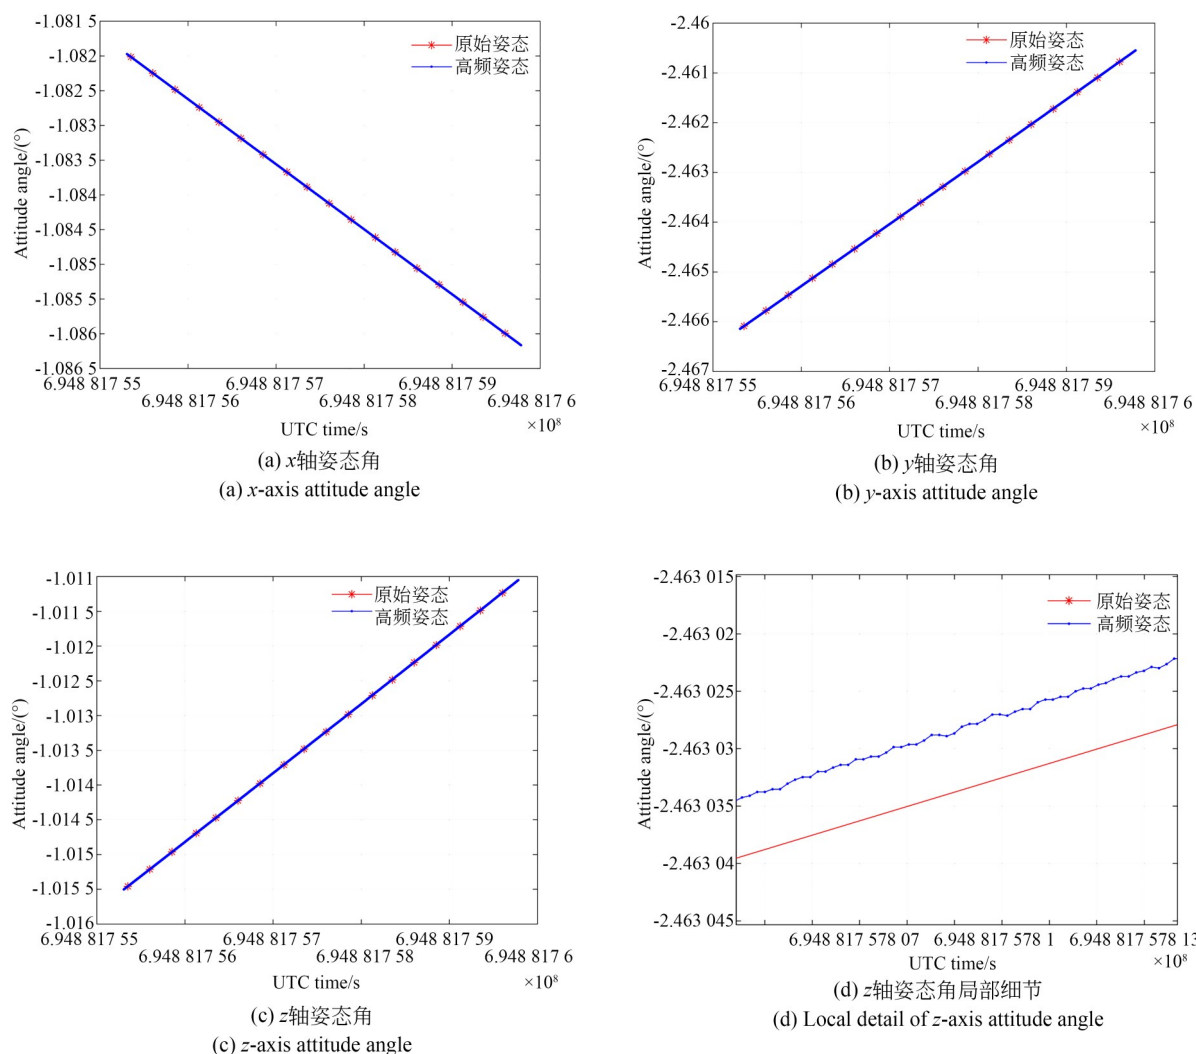 -1.081 5
-1.082
-1.082 5
-1.083
-1.083 5
-1.084
-1.084 5
-1.085
-1.085 5
-1.086
-1.086 5
Attitude angle/(°)
原始姿态
高频姿态
6.948 817 55
6.948 817 57
6.948 817 59
6.948 817 56
6.948 817 58
6.948 817 6
UTC time/s
×10⁸
(a) x轴姿态角
(a) x-axis attitude angle
-2.46
-2.461
-2.462
-2.463
-2.464
-2.465
-2.466
-2.467
Attitude angle/(°)
原始姿态
高频姿态
6.948 817 55
6.948 817 57
6.948 817 59
6.948 817 56
6.948 817 58
6.948 817 6
UTC time/s
×10⁸
(b) y轴姿态角
(b) y-axis attitude angle
-1.011
-1.011 5
-1.012
-1.012 5
-1.013
-1.013 5
-1.014
-1.014 5
-1.015
-1.015 5
-1.016
Attitude angle/(°)
原始姿态
高频姿态
6.948 817 55
6.948 817 57
6.948 817 59
6.948 817 56
6.948 817 58
6.948 817 6
UTC time/s
×10⁸
(c) z轴姿态角
(c) z-axis attitude angle
-2.463 015
-2.463 02
-2.463 025
-2.463 03
-2.463 035
-2.463 04
-2.463 045
Attitude angle/(°)
原始姿态
高频姿态
6.948 817 578 07
6.948 817 578 1
6.948 817 578 13
UTC time/s
×10⁸
(d) z轴姿态角局部细节
(d) Local detail of z-axis attitude angle